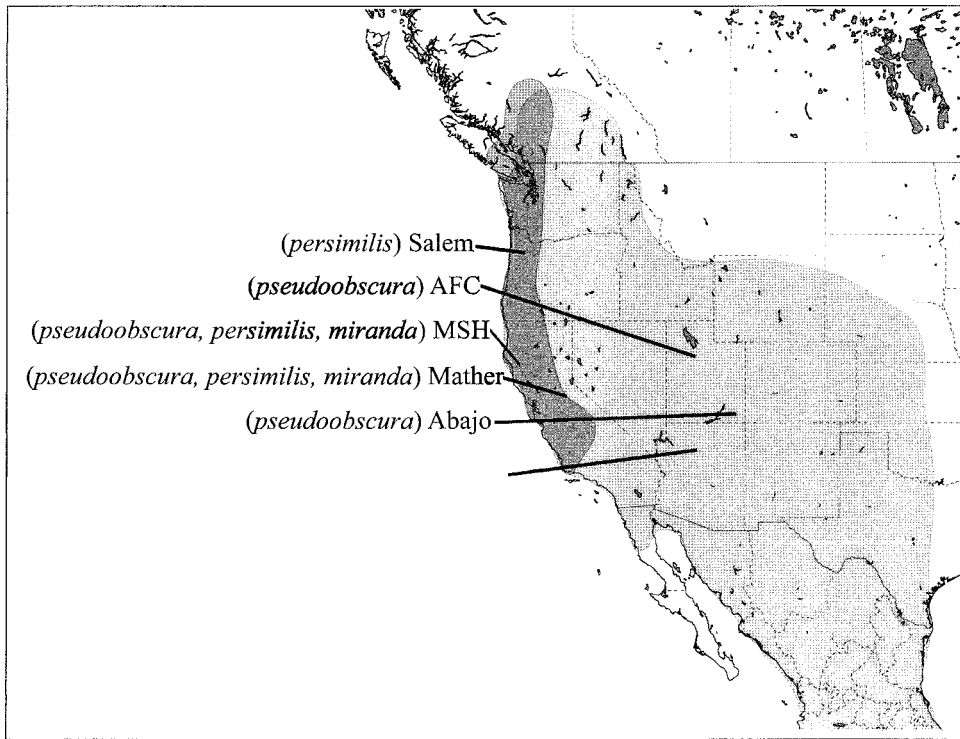 (persimilis) Salem
(pseudoobscura) AFC
(pseudoobscura, persimilis, miranda) MSH
(pseudoobscura, persimilis, miranda) Mather
(pseudoobscura) Abajo